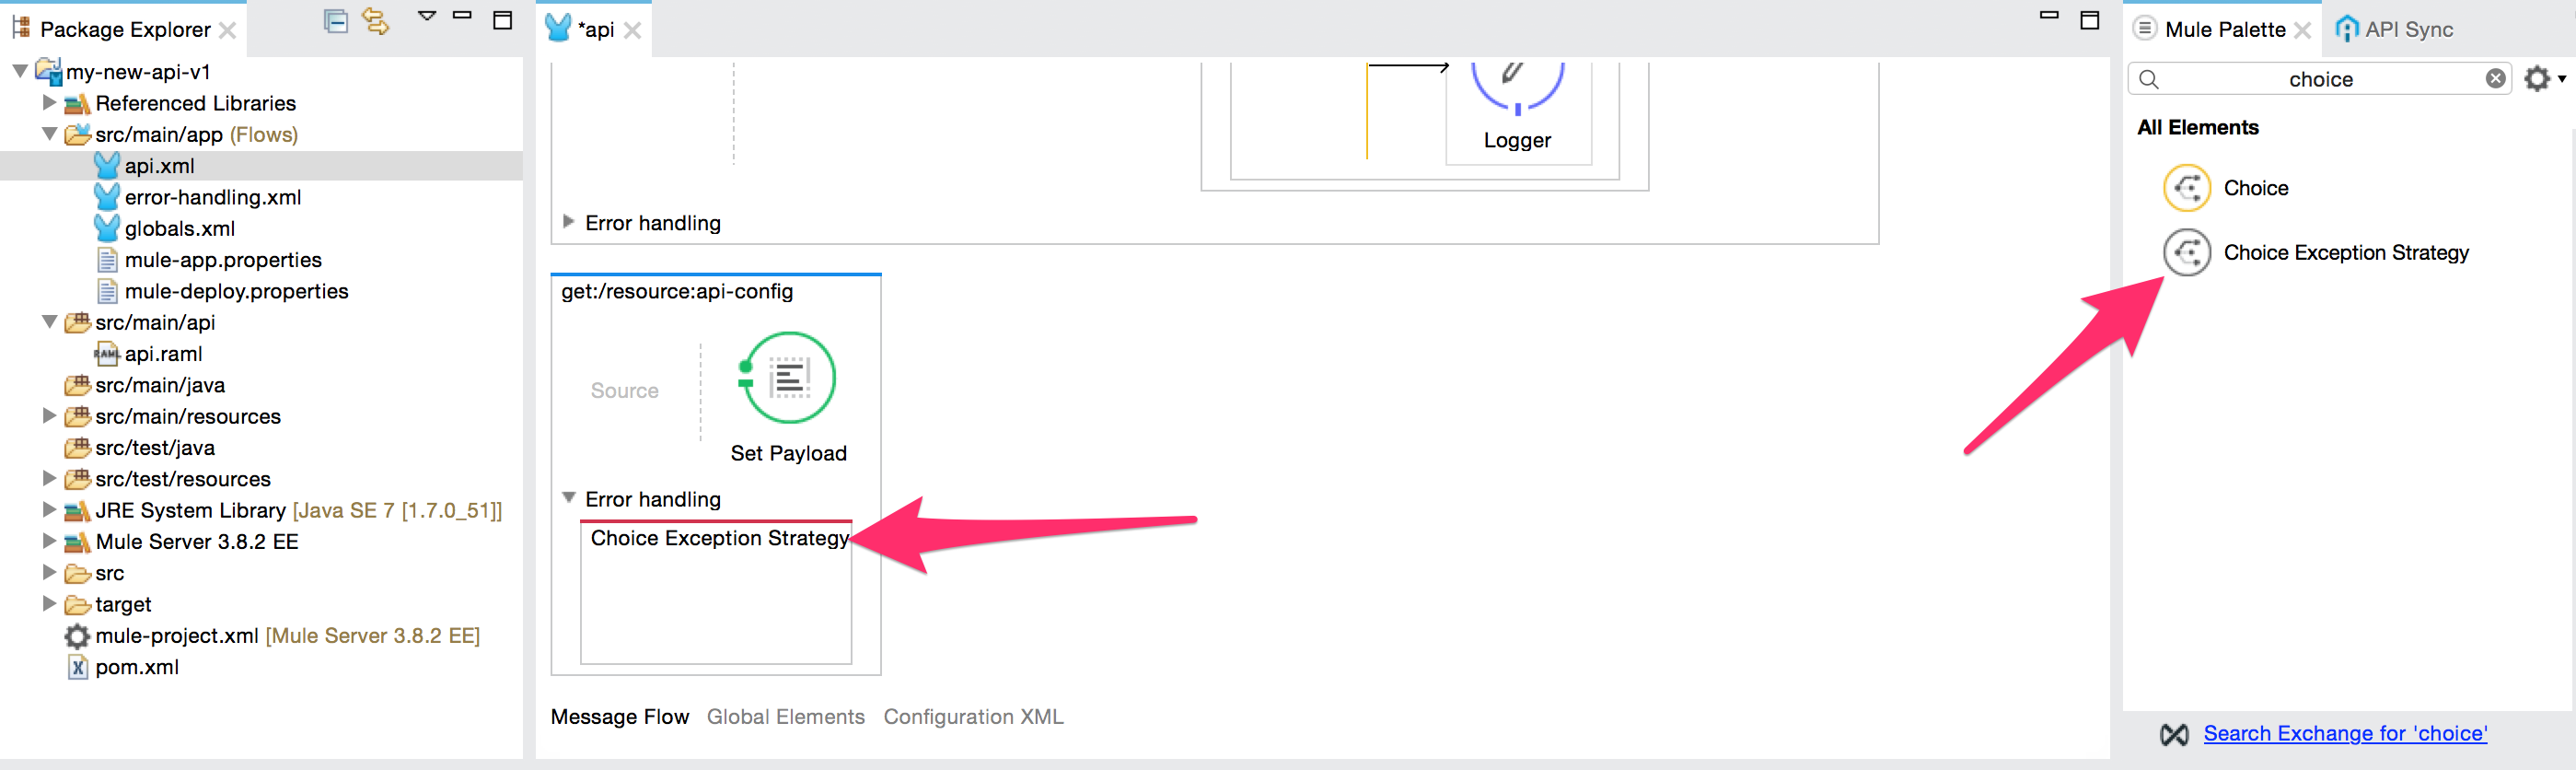 Package Explorer
my-new-api-v1
Referenced Libraries
src/main/app (Flows)
api.xml
error-handling.xml
globals.xml
mule-app.properties
mule-deploy.properties
src/main/api
RAML api.raml
src/main/java
src/main/resources
src/test/java
src/test/resources
JRE System Library [Java SE 7 [1.7.0_51]]
Mule Server 3.8.2 EE
src
target
mule-project.xml [Mule Server 3.8.2 EE]
X pom.xml
*api
Logger
Error handling
get:/resource:api-config
Source
Set Payload
Error handling
Choice Exception Strategy
Message Flow Global Elements Configuration XML
Mule Palette
API Sync
choice
All Elements
Choice
Choice Exception Strategy
Search Exchange for 'choice'